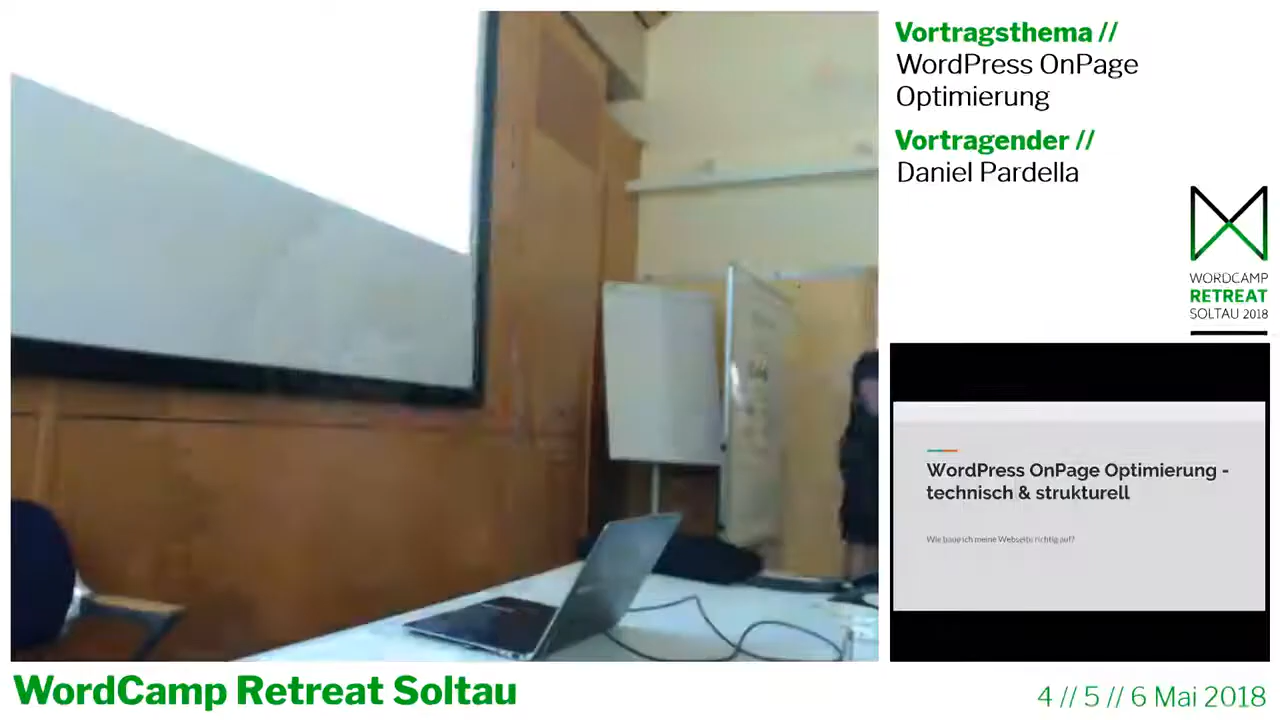 Vortragsthema //
WordPress OnPage
Optimierung
Vortragender //
Daniel Pardella
WORDCAMP
RETREAT
SOLTAU 2018
WordPress OnPage Optimierung -
technisch & strukturell
Wie baue ich meine Webseite richtig auf?
WordCamp Retreat Soltau
4 // 5 // 6 Mai 2018